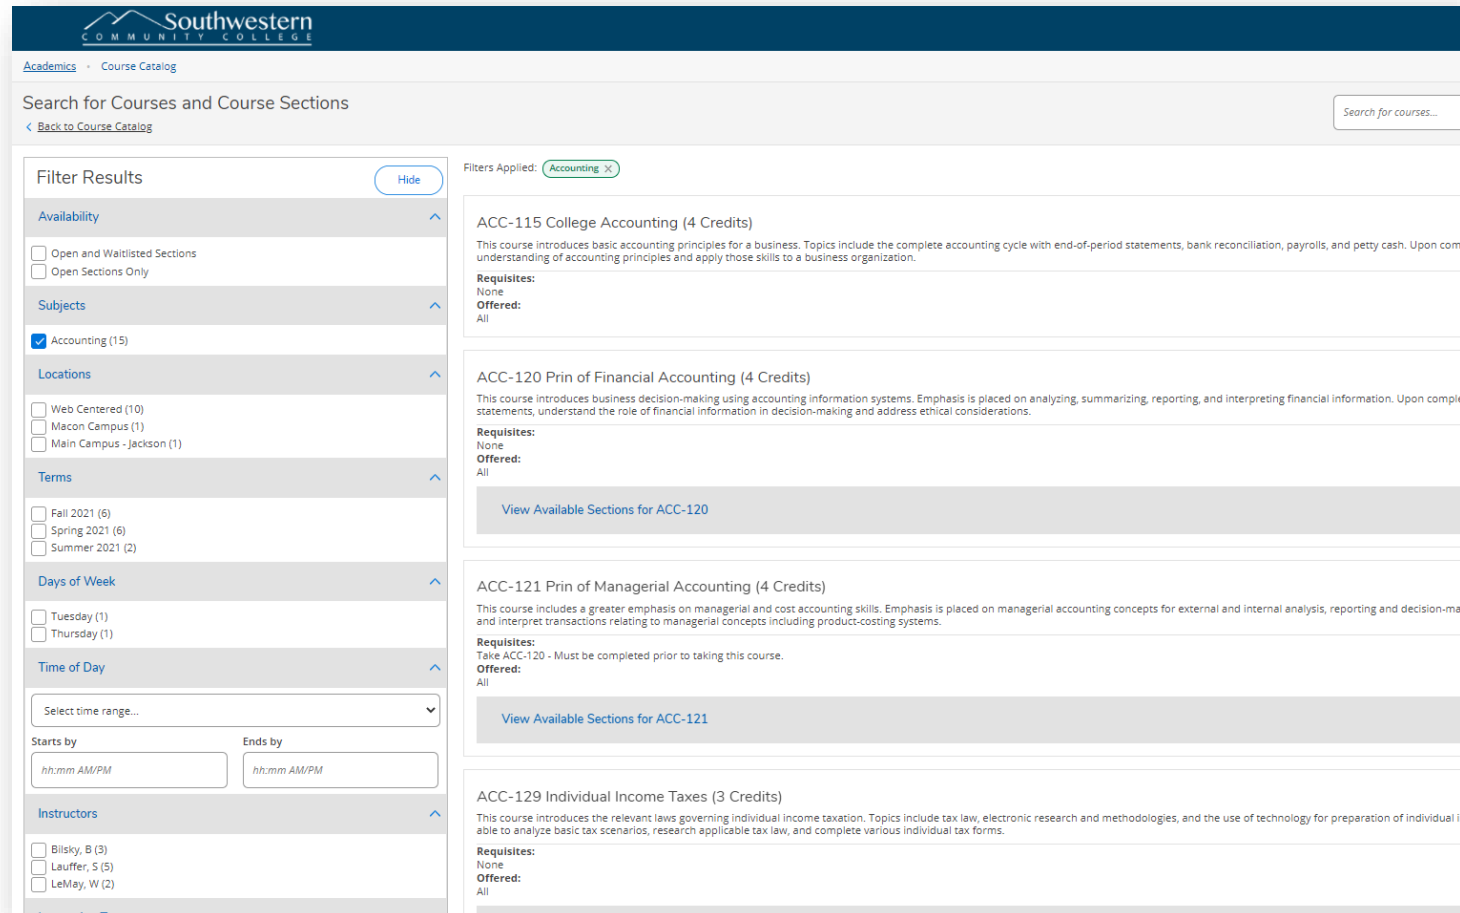 Southwestern
COMMUNITY COLLEGE
Academics • Course Catalog
Search for Courses and Course Sections
Back to Course Catalog
Search for courses...
Filter Results
Hide
Availability
Open and Waitlisted Sections
Open Sections Only
Subjects
Accounting (15)
Locations
Web Centered (10)
Macon Campus (1)
Main Campus - Jackson (1)
Terms
Fall 2021 (6)
Spring 2021 (6)
Summer 2021 (2)
Days of Week
Tuesday (1)
Thursday (1)
Time of Day
Select time range...
Starts by
Ends by
hh:mm AM/PM
hh:mm AM/PM
Instructors
Bilsky, B (3)
Lauffer, S (5)
LeMay, W (2)
Filters Applied: Accounting
ACC-115 College Accounting (4 Credits)
This course introduces basic accounting principles for a business. Topics include the complete accounting cycle with end-of-period statements, bank reconciliation, payrolls, and petty cash. Upon com
understanding of accounting principles and apply those skills to a business organization.
Requisites:
None
Offered:
All
ACC-120 Prin of Financial Accounting (4 Credits)
This course introduces business decision-making using accounting information systems. Emphasis is placed on analyzing, summarizing, reporting, and interpreting financial information. Upon comple
statements, understand the role of financial information in decision-making and address ethical considerations.
Requisites:
None
Offered:
All
View Available Sections for ACC-120
ACC-121 Prin of Managerial Accounting (4 Credits)
This course includes a greater emphasis on managerial and cost accounting skills. Emphasis is placed on managerial accounting concepts for external and internal analysis, reporting and decision-ma
and interpret transactions relating to managerial concepts including product-costing systems.
Requisites:
Take ACC-120 - Must be completed prior to taking this course.
Offered:
All
View Available Sections for ACC-121
ACC-129 Individual Income Taxes (3 Credits)
This course introduces the relevant laws governing individual income taxation. Topics include tax law, electronic research and methodologies, and the use of technology for preparation of individual i
able to analyze basic tax scenarios, research applicable tax law, and complete various individual tax forms.
Requisites:
None
Offered:
All